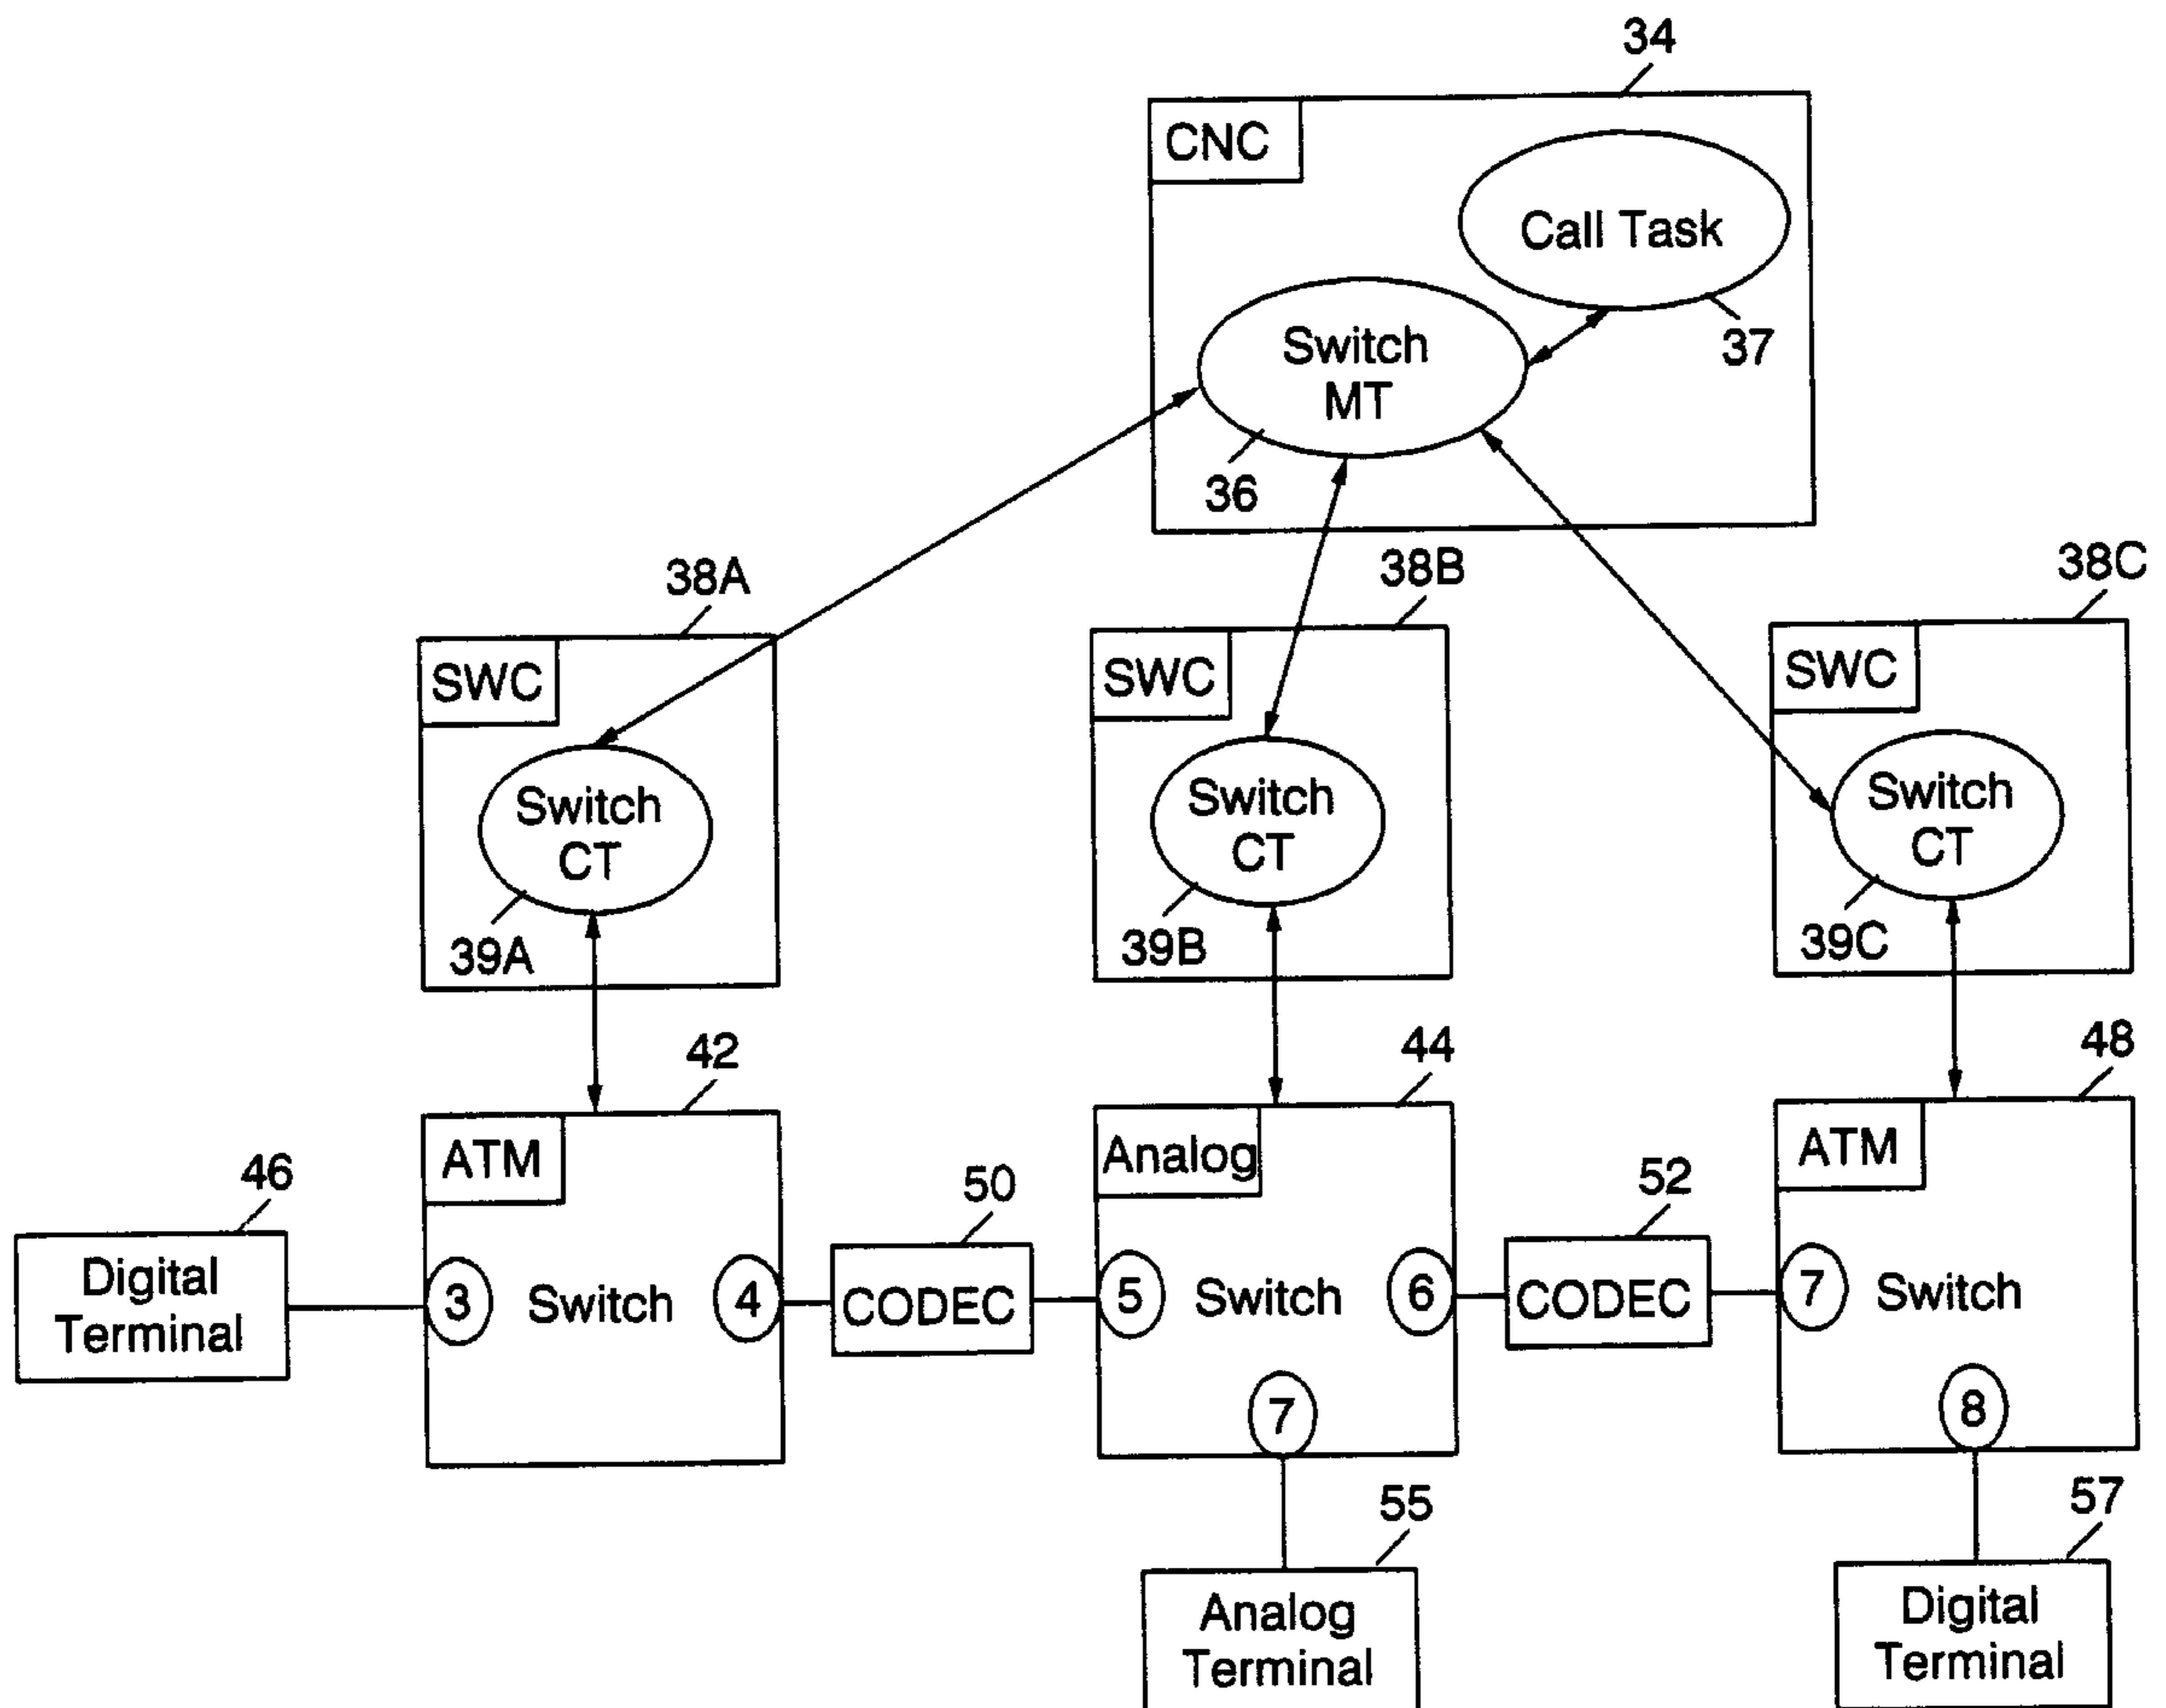 34
CNC
Call Task
37
Switch
MT
36
38A
SWC
Switch
CT
39A
38B
SWC
Switch
CT
39B
38C
SWC
Switch
CT
39C
46
Digital
Terminal
42
ATM
3
Switch
4
50
CODEC
44
Analog
5
Switch
6
7
52
CODEC
48
ATM
7
Switch
8
55
Analog
Terminal
57
Digital
Terminal